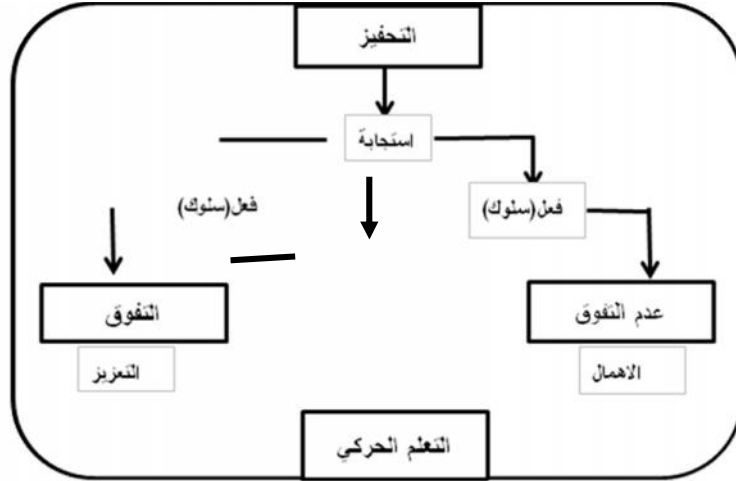 التحفيز
استجابة
فعل(سلوك)
فعل(سلوك)
عدم التفوق
التفوق
الاهمال
التعزيز
التعلم الحركي